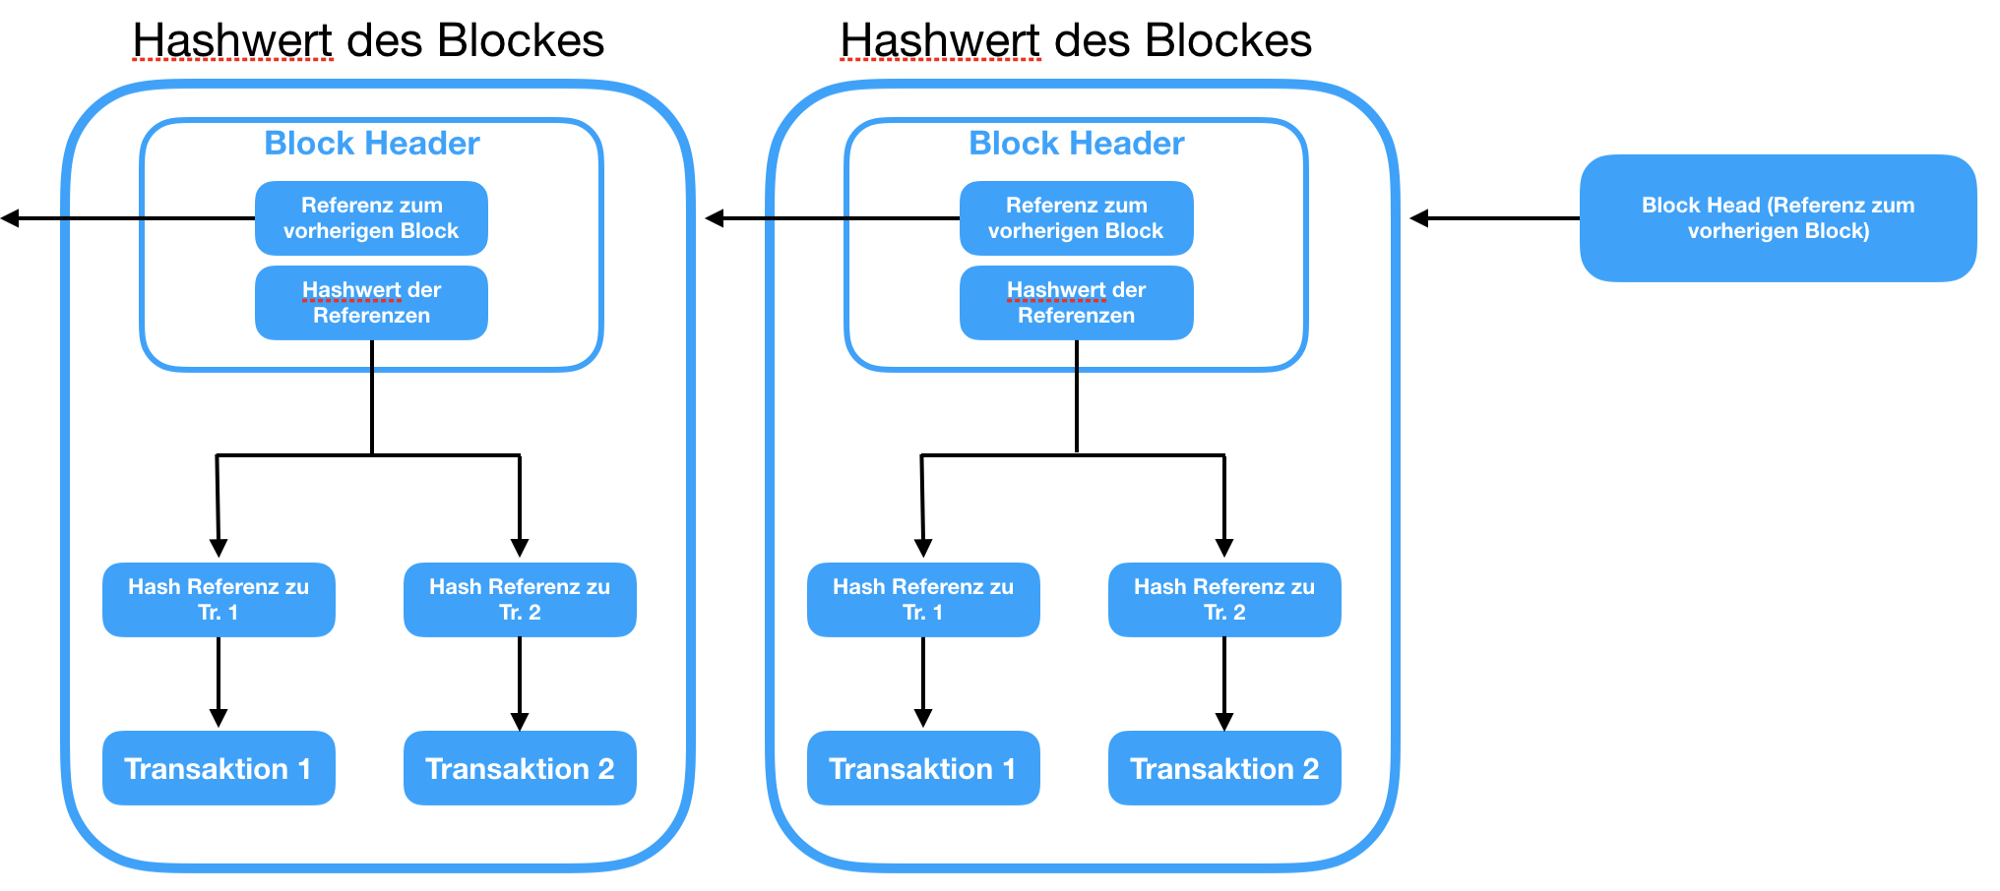 Hashwert des Blockes
Block Header
Referenz zum
vorherigen Block
Hashwert der
Referenzen
Hash Referenz zu
Tr. 1
Hash Referenz zu
Tr. 2
Transaktion 1
Transaktion 2
Hashwert des Blockes
Block Header
Referenz zum
vorherigen Block
Hashwert der
Referenzen
Hash Referenz zu
Tr. 1
Hash Referenz zu
Tr. 2
Transaktion 1
Transaktion 2
Block Head (Referenz zum
vorherigen Block)